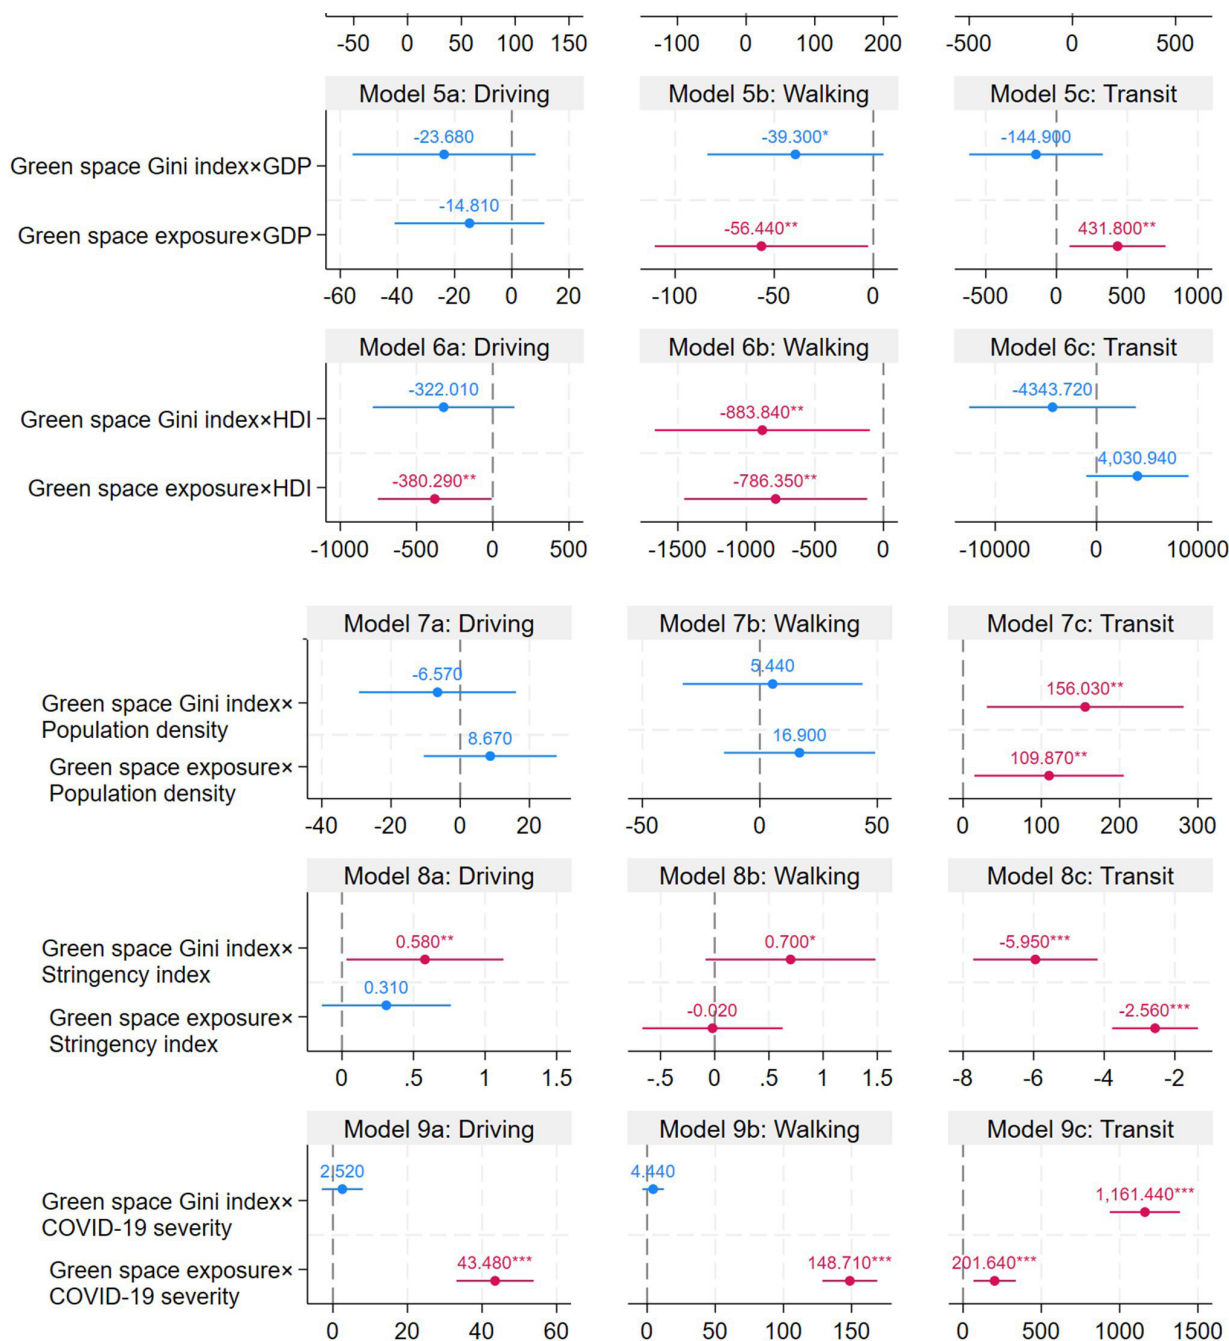 -50 0 50 100 150 -100 0 100 200 -500 0 500
Model 5a: Driving Model 5b: Walking Model 5c: Transit
-23.680 -39.300* -144.900
Green space Gini index×GDP
-14.810 -56.440** 431.800**
Green space exposure×GDP
-60 -40 -20 0 20 -100 -50 0 -500 0 500 1000
Model 6a: Driving Model 6b: Walking Model 6c: Transit
-322.010 -883.840** -4343.720
Green space Gini index×HDI
-380.290** -786.350** 4,030.940
Green space exposure×HDI
-1000 -500 0 500 -1500 -1000 -500 0 -10000 0 10000
Model 7a: Driving Model 7b: Walking Model 7c: Transit
-6.570 5.440 156.030**
Green space Gini index×
Population density
8.670 16.900 109.870**
Green space exposure×
Population density
-40 -20 0 20 -50 0 50 0 100 200 300
Model 8a: Driving Model 8b: Walking Model 8c: Transit
0.580** 0.700* -5.950***
Green space Gini index×
Stringency index
0.310 -0.020 -2.560***
Green space exposure×
Stringency index
0 .5 1 1.5 -.5 0 .5 1 1.5 -8 -6 -4 -2
Model 9a: Driving Model 9b: Walking Model 9c: Transit
2.520 4.440 1,161.440***
Green space Gini index×
COVID-19 severity
43.480*** 148.710*** 201.640***
Green space exposure×
COVID-19 severity
0 20 40 60 0 50 100 150 0 500 1000 1500